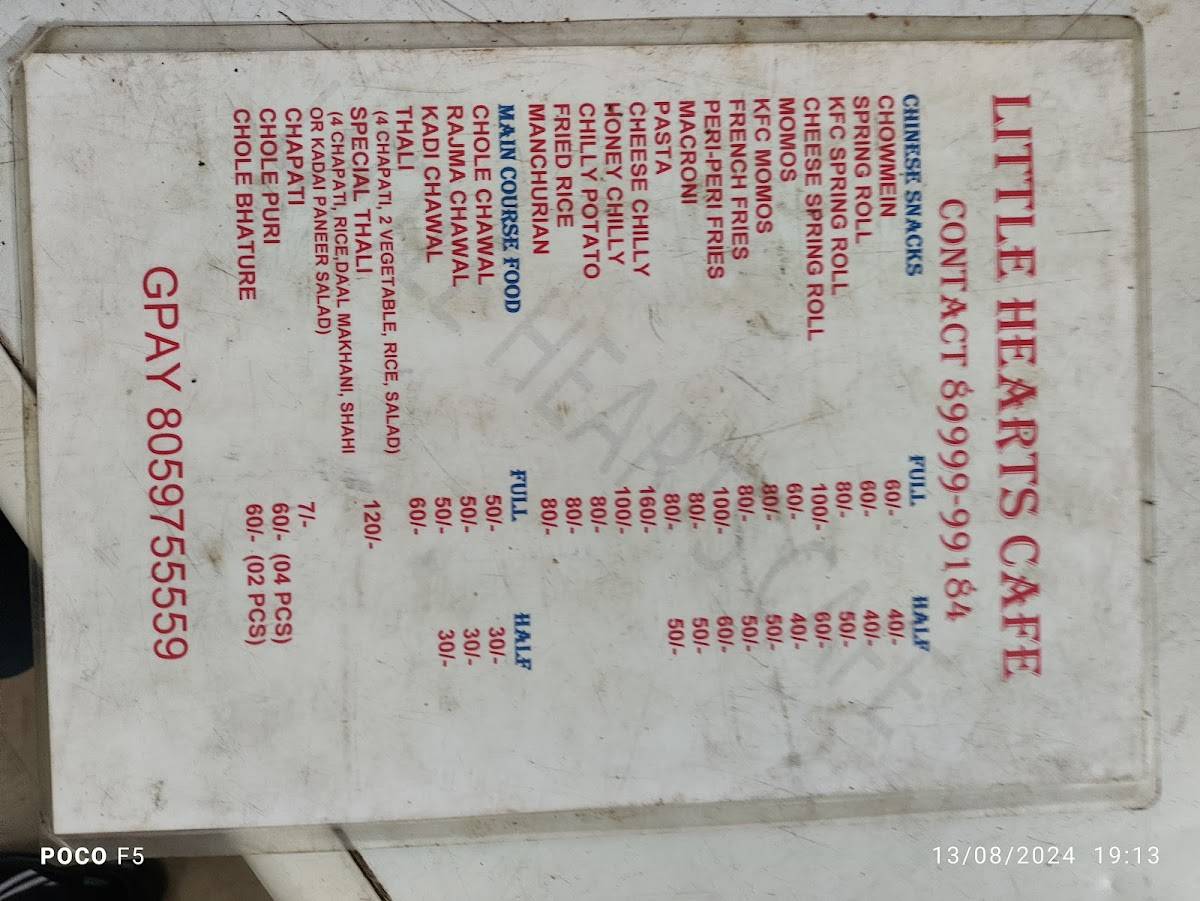 LITTLE HEARTS CAFE
CONTACT 89999-99184
CHINESE SNACKS FULL HALF
CHOWMEIN 60/- 40/-
SPRING ROLL 60/- 40/-
KFC SPRING ROLL 80/- 50/-
CHEESE SPRING ROLL 100/- 60/-
MOMOS 60/- 40/-
KFC MOMOS 80/- 50/-
FRENCH FRIES 80/- 50/-
PERI-PERI FRIES 100/- 60/-
MACRONI 80/- 50/-
PASTA 80/- 50/-
CHEESE CHILLY 160/-
HONEY CHILLY 100/-
CHILLY POTATO 80/-
FRIED RICE 80/-
MANCHURIAN 80/-
MAIN COURSE FOOD FULL HALF
CHOLE CHAWAL 50/- 30/-
RAJMA CHAWAL 50/- 30/-
KADI CHAWAL 50/- 30/-
THALI 60/-
(4 CHAPATI, 2 VEGETABLE, RICE, SALAD)
SPECIAL THALI 120/-
(4 CHAPATI, RICE,DAAL MAKHANI, SHAHI
OR KADAI PANEER SALAD)
CHAPATI 7/-
CHOLE PURI 60/- (04 PCS)
CHOLE BHATURE 60/- (02 PCS)
GPAY 8059755559
HEARTS CAFE
POCO F5
13/08/2024 19:13